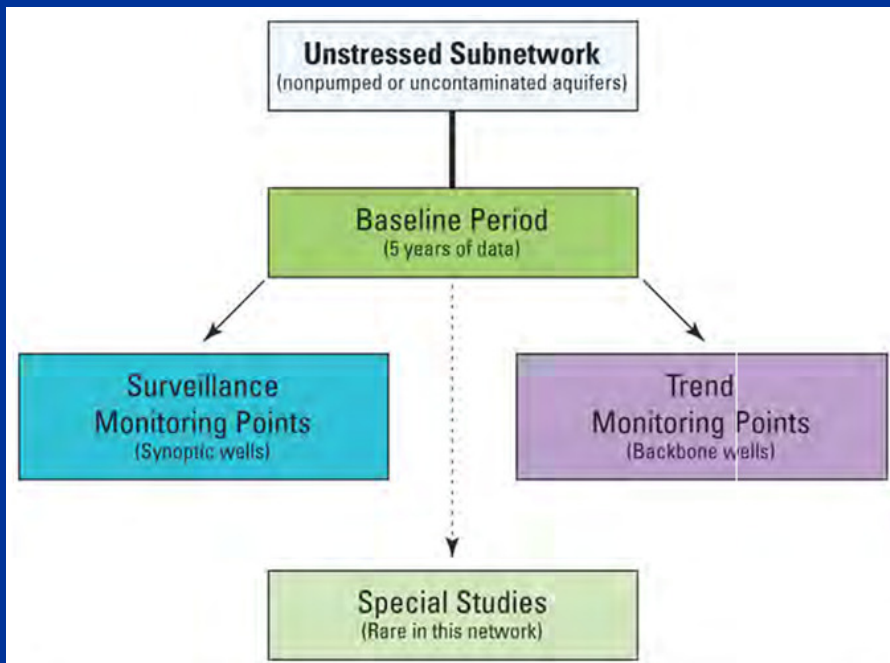 Unstressed Subnetwork
(nonpumped or uncontaminated aquifers)
Baseline Period
(5 years of data)
Surveillance
Monitoring Points
(Synoptic wells)
Trend
Monitoring Points
(Backbone wells)
Special Studies
(Rare in this network)